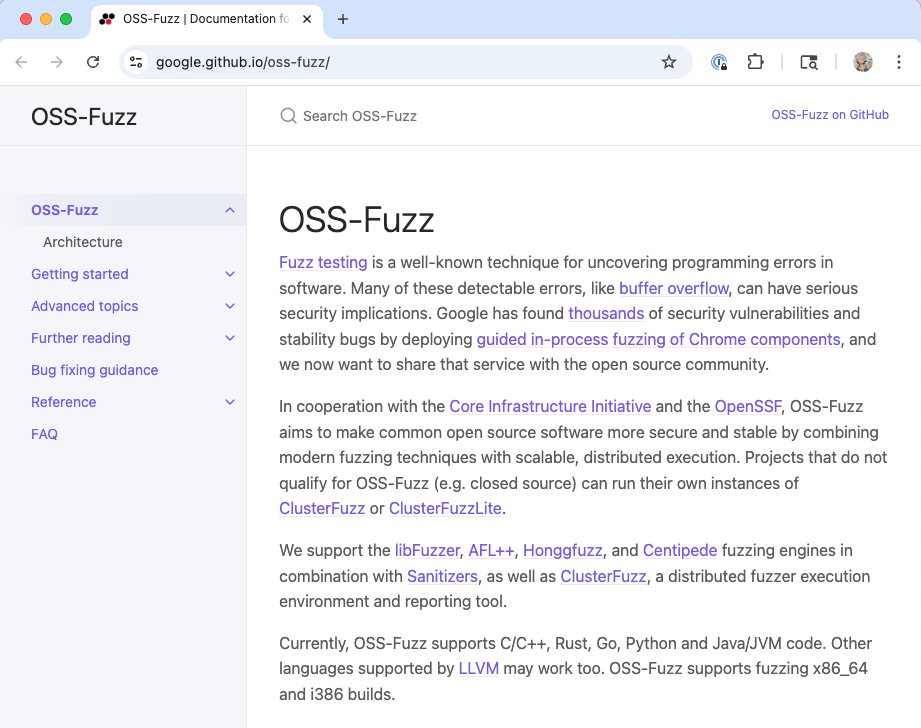 OSS-Fuzz | Documentation fo
google.github.io/oss-fuzz/
OSS-Fuzz
Search OSS-Fuzz
OSS-Fuzz on GitHub
OSS-Fuzz
Architecture
Getting started
Advanced topics
Further reading
Bug fixing guidance
Reference
FAQ
OSS-Fuzz
Fuzz testing is a well-known technique for uncovering programming errors in
software. Many of these detectable errors, like buffer overflow, can have serious
security implications. Google has found thousands of security vulnerabilities and
stability bugs by deploying guided in-process fuzzing of Chrome components, and
we now want to share that service with the open source community.
In cooperation with the Core Infrastructure Initiative and the OpenSSF, OSS-Fuzz
aims to make common open source software more secure and stable by combining
modern fuzzing techniques with scalable, distributed execution. Projects that do not
qualify for OSS-Fuzz (e.g. closed source) can run their own instances of
ClusterFuzz or ClusterFuzzLite.
We support the libFuzzer, AFL++, Honggfuzz, and Centipede fuzzing engines in
combination with Sanitizers, as well as ClusterFuzz, a distributed fuzzer execution
environment and reporting tool.
Currently, OSS-Fuzz supports C/C++, Rust, Go, Python and Java/JVM code. Other
languages supported by LLVM may work too. OSS-Fuzz supports fuzzing x86_64
and i386 builds.